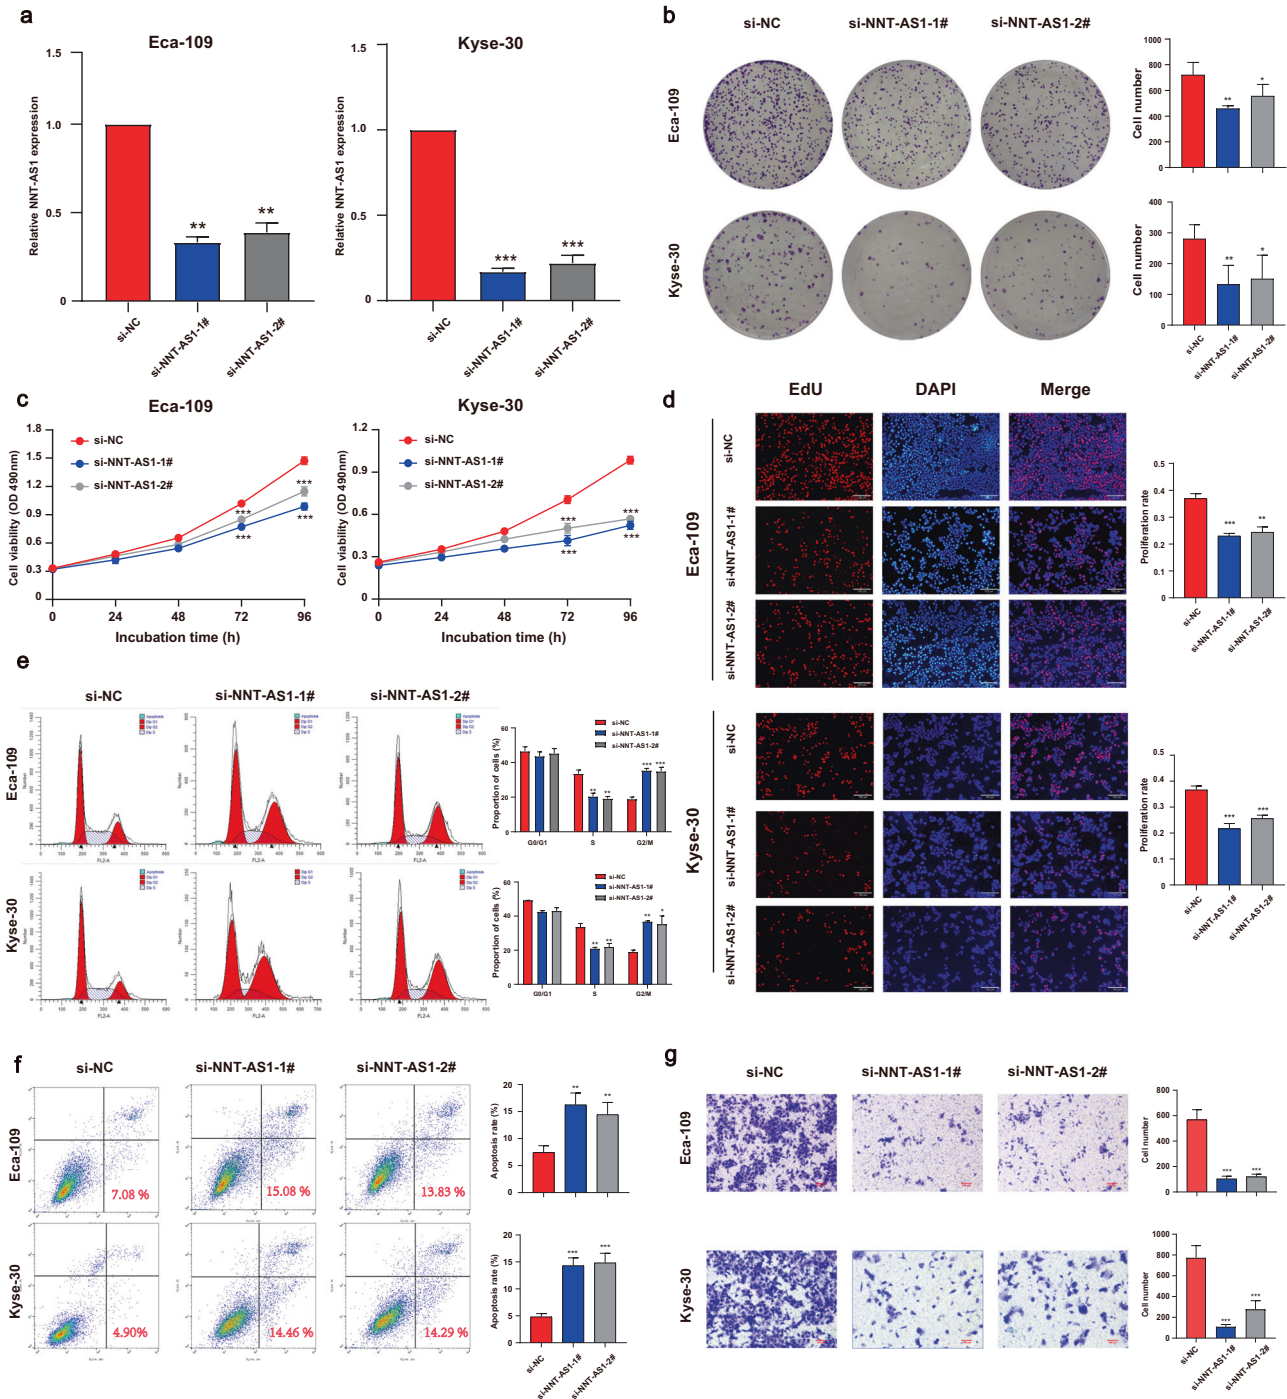 a
Eca-109
Relative NNT-AS1 expression
1.5
1.0
0.5
0
**
**
si-NC
si-NNT-AS1-1#
si-NNT-AS1-2#
Kyse-30
Relative NNT-AS1 expression
1.5
1.0
0.5
0
***
***
si-NC
si-NNT-AS1-1#
si-NNT-AS1-2#
b
si-NC si-NNT-AS1-1# si-NNT-AS1-2#
Eca-109
Kyse-30
Cell number
1000
800
600
400
200
0
**
*
Cell number
400
300
200
100
0
**
*
si-NC
si-NNT-AS1-1#
si-NNT-AS1-2#
c
Eca-109
Cell viability (OD 490nm)
1.8
1.5
1.2
0.9
0.6
0.3
0
si-NC
si-NNT-AS1-1#
si-NNT-AS1-2#
***
***
***
***
0 24 48 72 96
Incubation time (h)
Kyse-30
Cell viability (OD 490nm)
1.8
1.5
1.2
0.9
0.6
0.3
0
si-NC
si-NNT-AS1-1#
si-NNT-AS1-2#
***
***
***
***
0 24 48 72 96
Incubation time (h)
d
EdU DAPI Merge
Eca-109
si-NC
si-NNT-AS1-1#
si-NNT-AS1-2#
Proliferation rate
0.5
0.4
0.3
0.2
0.1
0
***
**
si-NC
si-NNT-AS1-1#
si-NNT-AS1-2#
Kyse-30
si-NC
si-NNT-AS1-1#
si-NNT-AS1-2#
Proliferation rate
0.5
0.4
0.3
0.2
0.1
0
***
***
si-NC
si-NNT-AS1-1#
si-NNT-AS1-2#
e
si-NC si-NNT-AS1-1# si-NNT-AS1-2#
Eca-109
Kyse-30
Number
FL2-A
Apoptosis
Dip G1
Dip G2
Dip S
Proportion of cells (%)
60
40
20
0
si-NC
si-NNT-AS1-1#
si-NNT-AS1-2#
** ** *** ***
G0/G1 S G2/M
Proportion of cells (%)
60
40
20
0
si-NC
si-NNT-AS1-1#
si-NNT-AS1-2#
** ** ** *
G0/G1 S G2/M
f
si-NC si-NNT-AS1-1# si-NNT-AS1-2#
Eca-109
7.08 % 15.08 % 13.83 %
Kyse-30
4.90% 14.46 % 14.29 %
Apoptosis rate (%)
20
15
10
5
0
**
**
Apoptosis rate (%)
20
15
10
5
0
***
***
si-NC
si-NNT-AS1-1#
si-NNT-AS1-2#
g
si-NC si-NNT-AS1-1# si-NNT-AS1-2#
Eca-109
Kyse-30
Cell number
800
600
400
200
0
***
***
Cell number
1000
800
600
400
200
0
***
***
si-NC
si-NNT-AS1-1#
si-NNT-AS1-2#